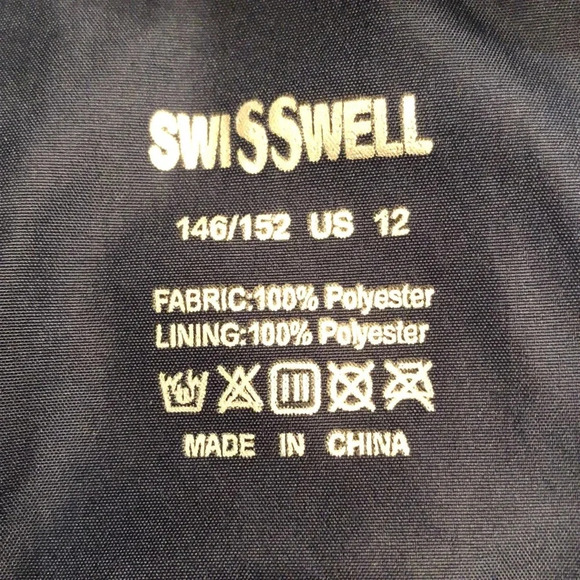 SWISSWELL
146/152 US 12
FABRIC:100% Polyester
LINING:100% Polyester
MADE IN CHINA